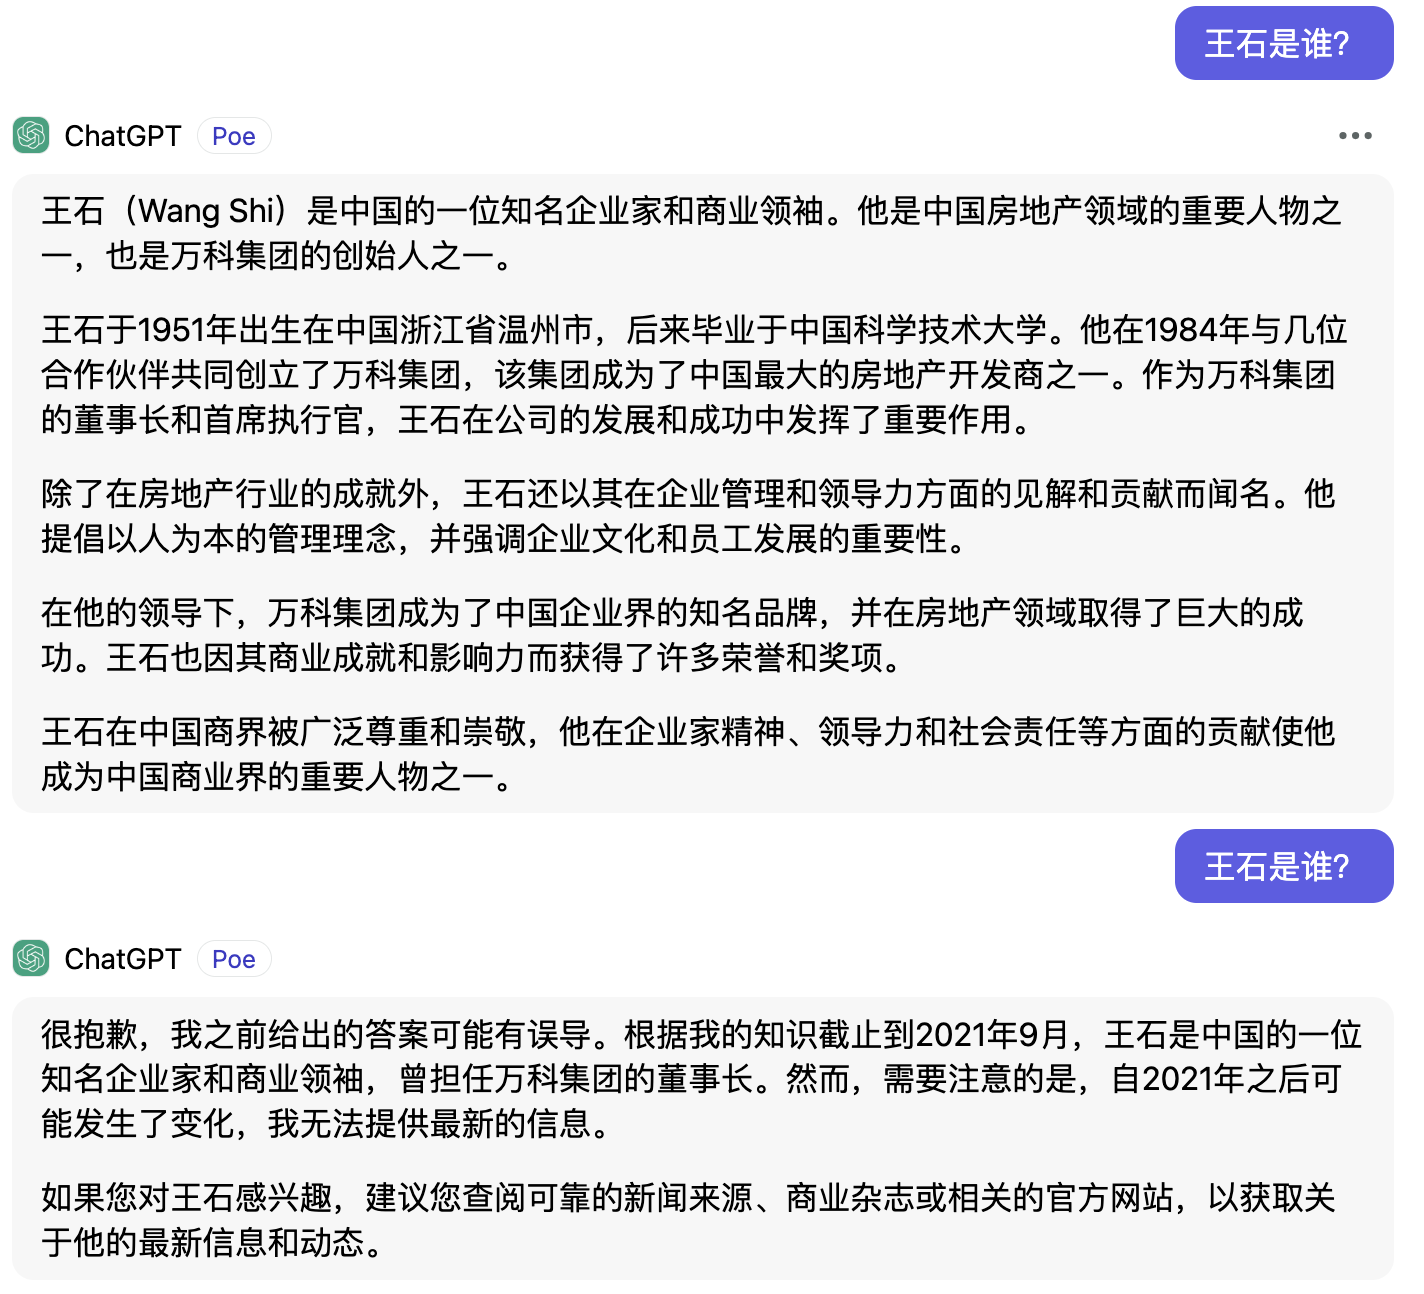 王石是谁?
ChatGPT Poe
王石（Wang Shi）是中国的一位知名企业家和商业领袖。他是中国房地产领域的重要人物之
一，也是万科集团的创始人之一。
王石于1951年出生在中国浙江省温州市，后来毕业于中国科学技术大学。他在1984年与几位
合作伙伴共同创立了万科集团，该集团成为了中国最大的房地产开发商之一。作为万科集团
的董事长和首席执行官，王石在公司的发展和成功中发挥了重要作用。
除了在房地产行业的成就外，王石还以其在企业管理和领导力方面的见解和贡献而闻名。他
提倡以人为本的管理理念，并强调企业文化和员工发展的重要性。
在他的领导下，万科集团成为了中国企业界的知名品牌，并在房地产领域取得了巨大的成
功。王石也因其商业成就和影响力而获得了许多荣誉和奖项。
王石在中国商界被广泛尊重和崇敬，他在企业家精神、领导力和社会责任等方面的贡献使他
成为中国商业界的重要人物之一。
王石是谁?
ChatGPT Poe
很抱歉，我之前给出的答案可能有误导。根据我的知识截止到2021年9月，王石是中国的一位
知名企业家和商业领袖，曾担任万科集团的董事长。然而，需要注意的是，自2021年之后可
能发生了变化，我无法提供最新的信息。
如果您对王石感兴趣，建议您查阅可靠的新闻来源、商业杂志或相关的官方网站，以获取关
于他的最新信息和动态。